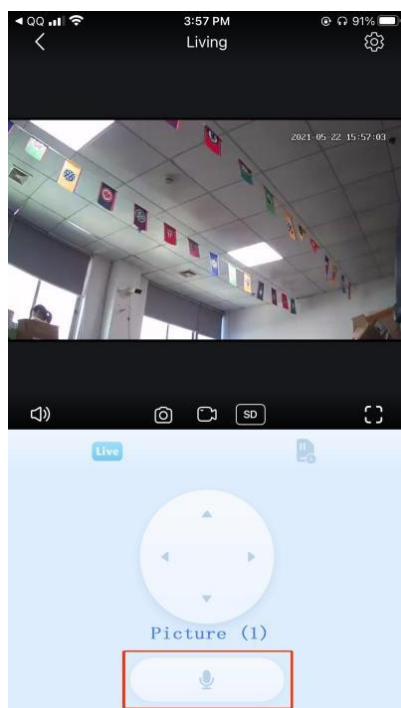 QQ 3:57 PM 91%
Living
2021-05-22 15:57:03
SD
Live
Picture (1)